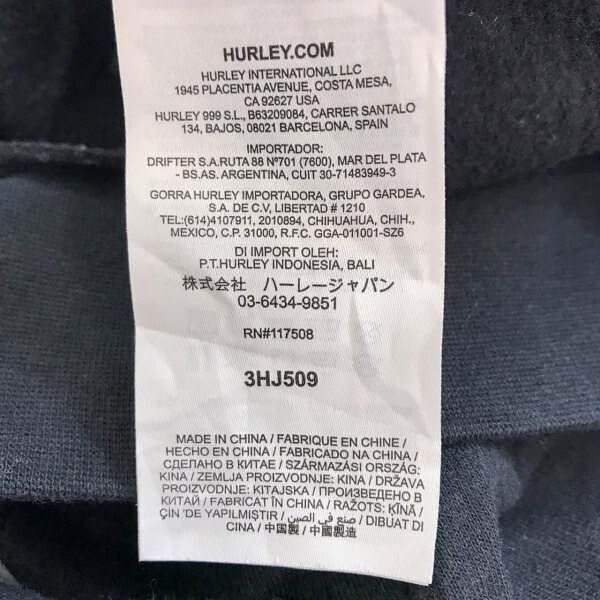 HURLEY.COM
HURLEY INTERNATIONAL LLC
1945 PLACENTIA AVENUE, COSTA MESA,
CA 92627 USA
HURLEY 999 S.L., B63209084, CARRER SANTALO
134, BAJOS, 08021 BARCELONA, SPAIN
IMPORTADOR:
DRIFTER S.A.RUTA 88 Nº701 (7600), MAR DEL PLATA
- BS.AS. ARGENTINA, CUIT 30-71483949-3
GORRA HURLEY IMPORTADORA, GRUPO GARDEA,
S.A. DE C.V, LIBERTAD # 1210
TEL:(614)4107911, 2010894, CHIHUAHUA, CHIH.,
MEXICO, C.P. 31000, R.F.C. GGA-011001-SZ6
DI IMPORT OLEH:
P.T.HURLEY INDONESIA, BALI
株式会社 ハーレージャパン
03-6434-9851
RN#117508
3HJ509
MADE IN CHINA / FABRIQUE EN CHINE /
HECHO EN CHINA / FABRICADO NA CHINA /
СДЕЛАНО В КИТАЕ / SZÁRMAZÁSI ORSZÁG:
KINA / ZEMLJA PROIZVODNJE: KINA / DRŽAVA
PROIZVODNJE: KITAJSKA / ПРОИЗВЕДЕНО В
КИТАЙ / FABRICAT ÎN CHINA / RAŽOTS: ĶĪNĀ /
ÇİN 'DE YAPILMIŞTIR / صنع في الصين / DIBUAT DI
CINA / 中国製 / 中國製造